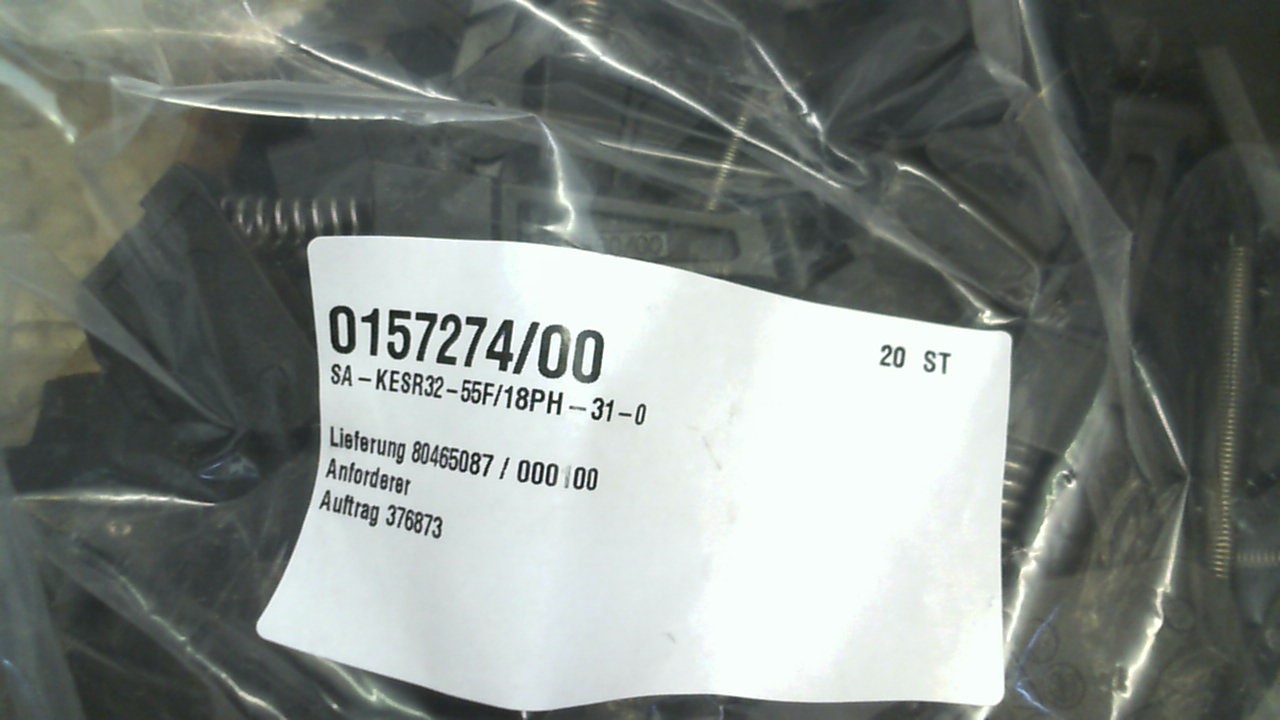 0157274/00
20 ST
SA-KESR32-55F/18PH-31-0
Lieferung 80465087 / 000100
Anforderer
Auftrag 376873